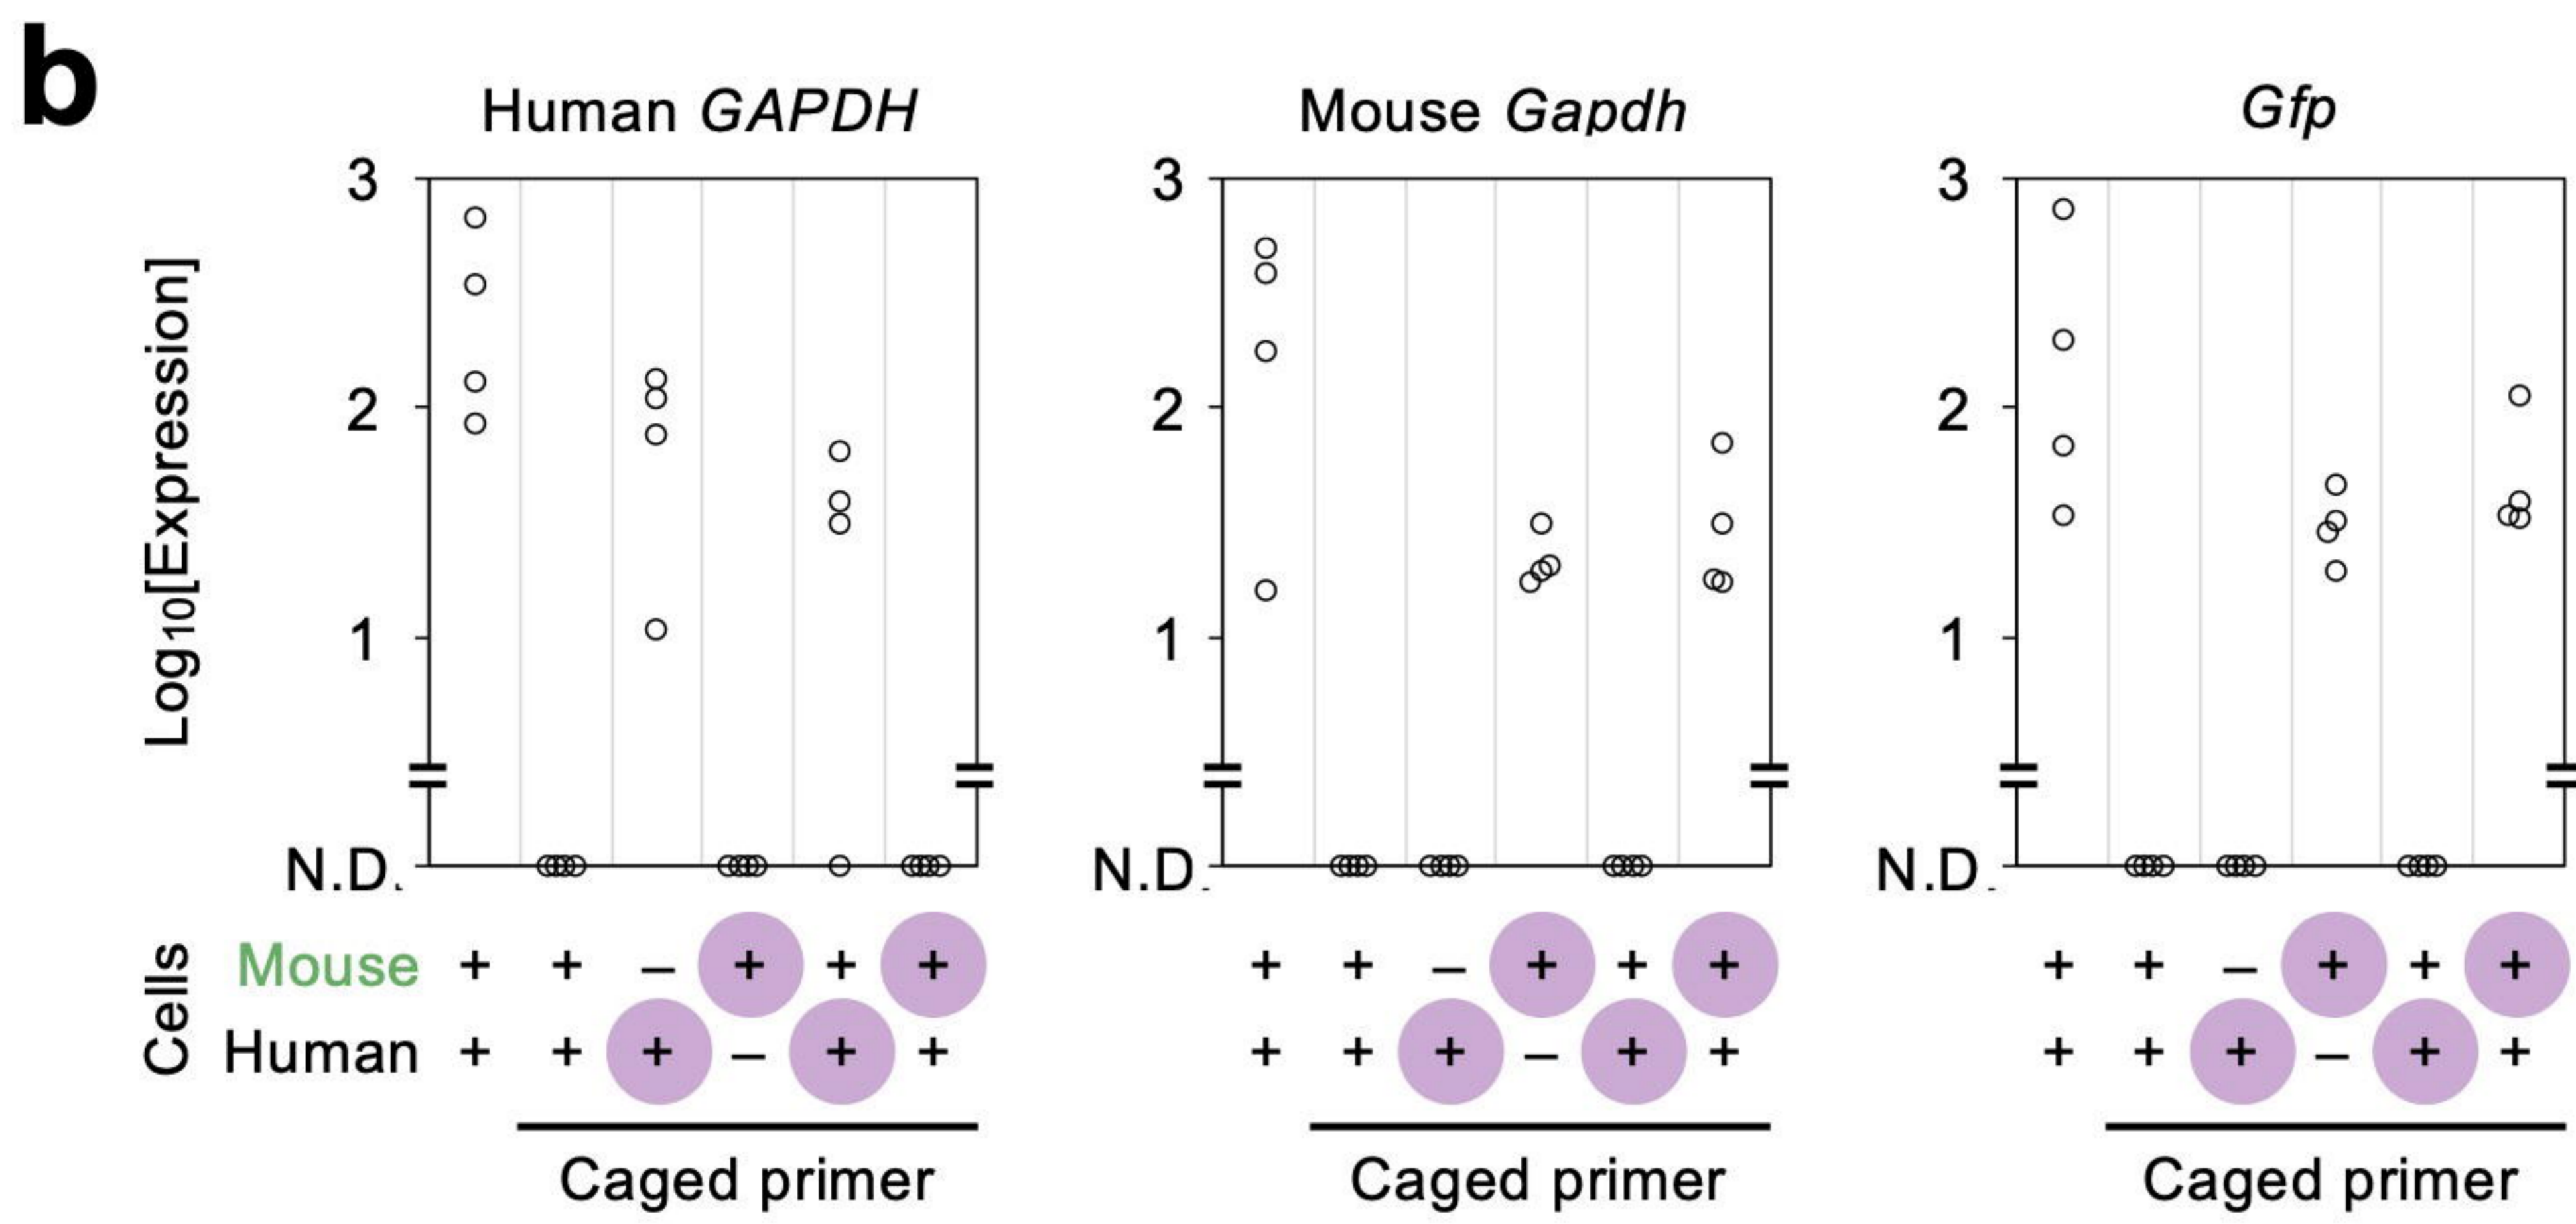 b
Human GAPDH
Mouse Gapdh
Gfp
Log10[Expression]
3
2
1
N.D.
3
2
1
N.D.
3
2
1
N.D.
Cells
Mouse + + – + + + + + – + + + + + – + + +
Human + + + – + + + + + – + + + + + – + +
Caged primer
Caged primer
Caged primer